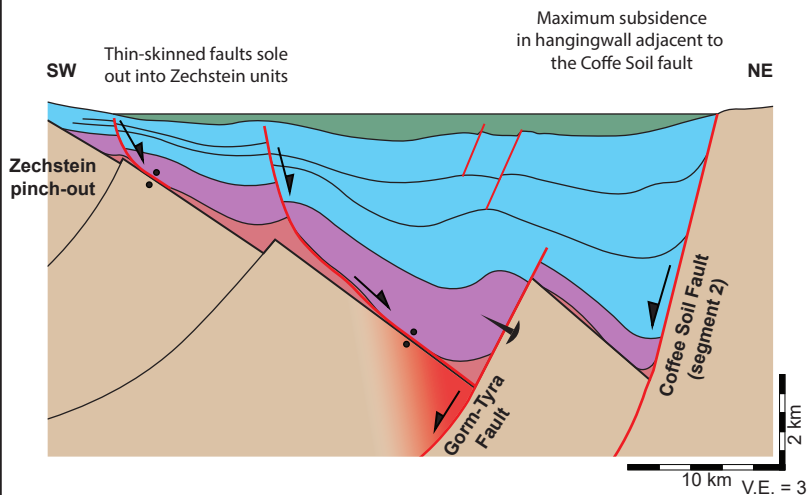 Maximum subsidence
in hangingwall adjacent to
the Coffe Soil fault
Thin-skinned faults sole
out into Zechstein units
SW
NE
Zechstein
pinch-out
Gorm-Tyra
Fault
Coffee Soil Fault
(segment 2)
2 km
10 km
V.E. = 3